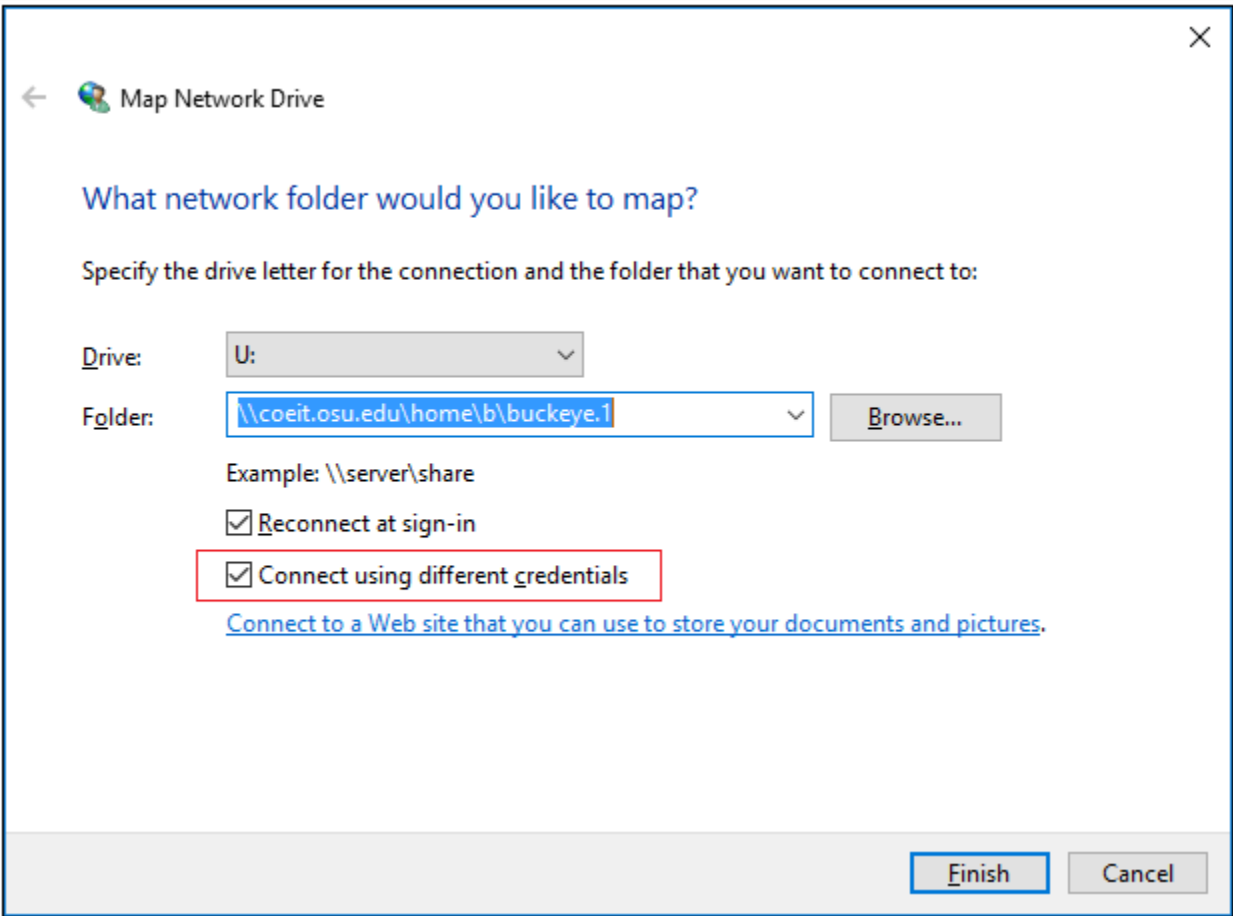 Map Network Drive
What network folder would you like to map?
Specify the drive letter for the connection and the folder that you want to connect to:
Drive: U:
Folder: \\coeit.osu.edu\home\b\buckeye.1 Browse...
Example: \\server\share
Reconnect at sign-in
Connect using different credentials
Connect to a Web site that you can use to store your documents and pictures.
Finish Cancel